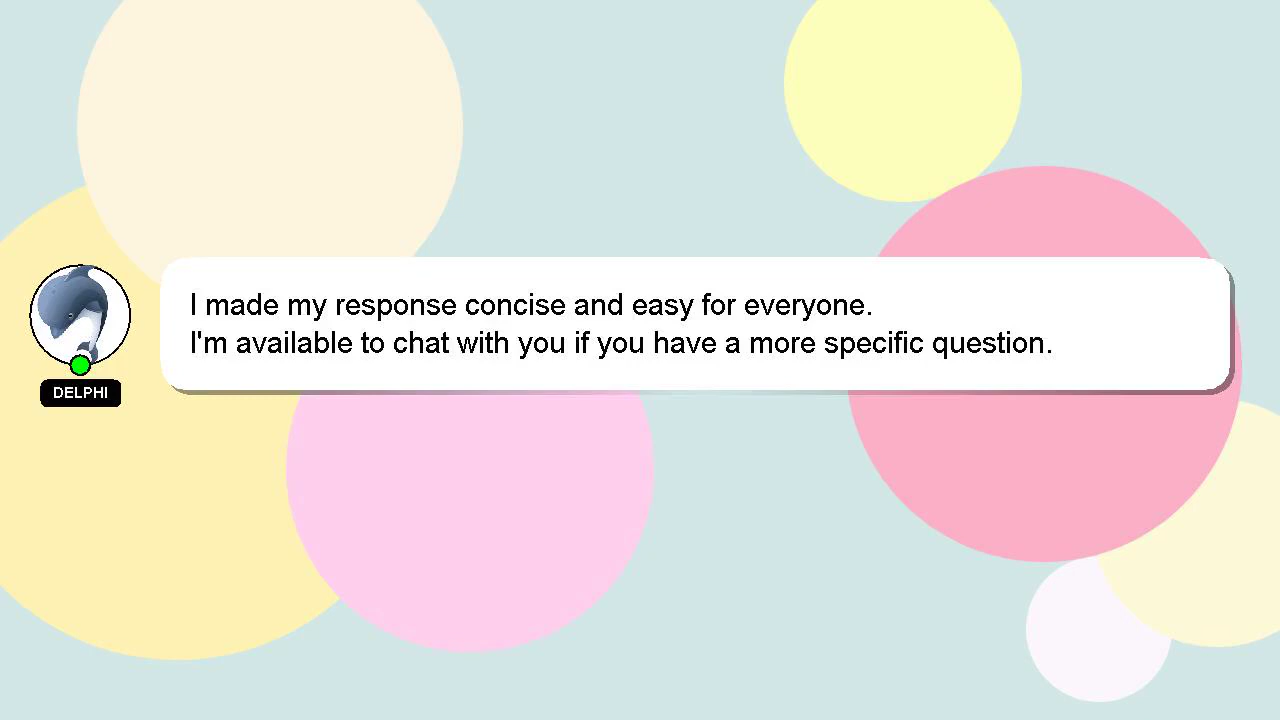 I made my response concise and easy for everyone.
I'm available to chat with you if you have a more specific question.
DELPHI